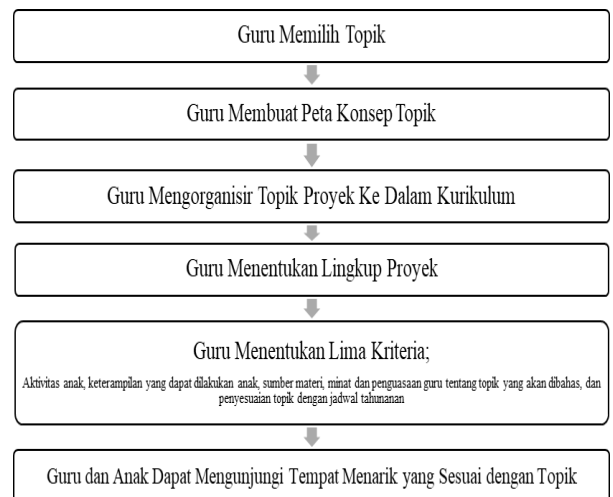 Guru Memilih Topik
Guru Membuat Peta Konsep Topik
Guru Mengorganisir Topik Proyek Ke Dalam Kurikulum
Guru Menentukan Lingkup Proyek
Guru Menentukan Lima Kriteria;
Aktivitas anak, keterampilan yang dapat dilakukan anak, sumber materi, minat dan penguasaan guru tentang topik yang akan dibahas, dan
penyesuaian topik dengan jadwal tahunanan
Guru dan Anak Dapat Mengunjungi Tempat Menarik yang Sesuai dengan Topik